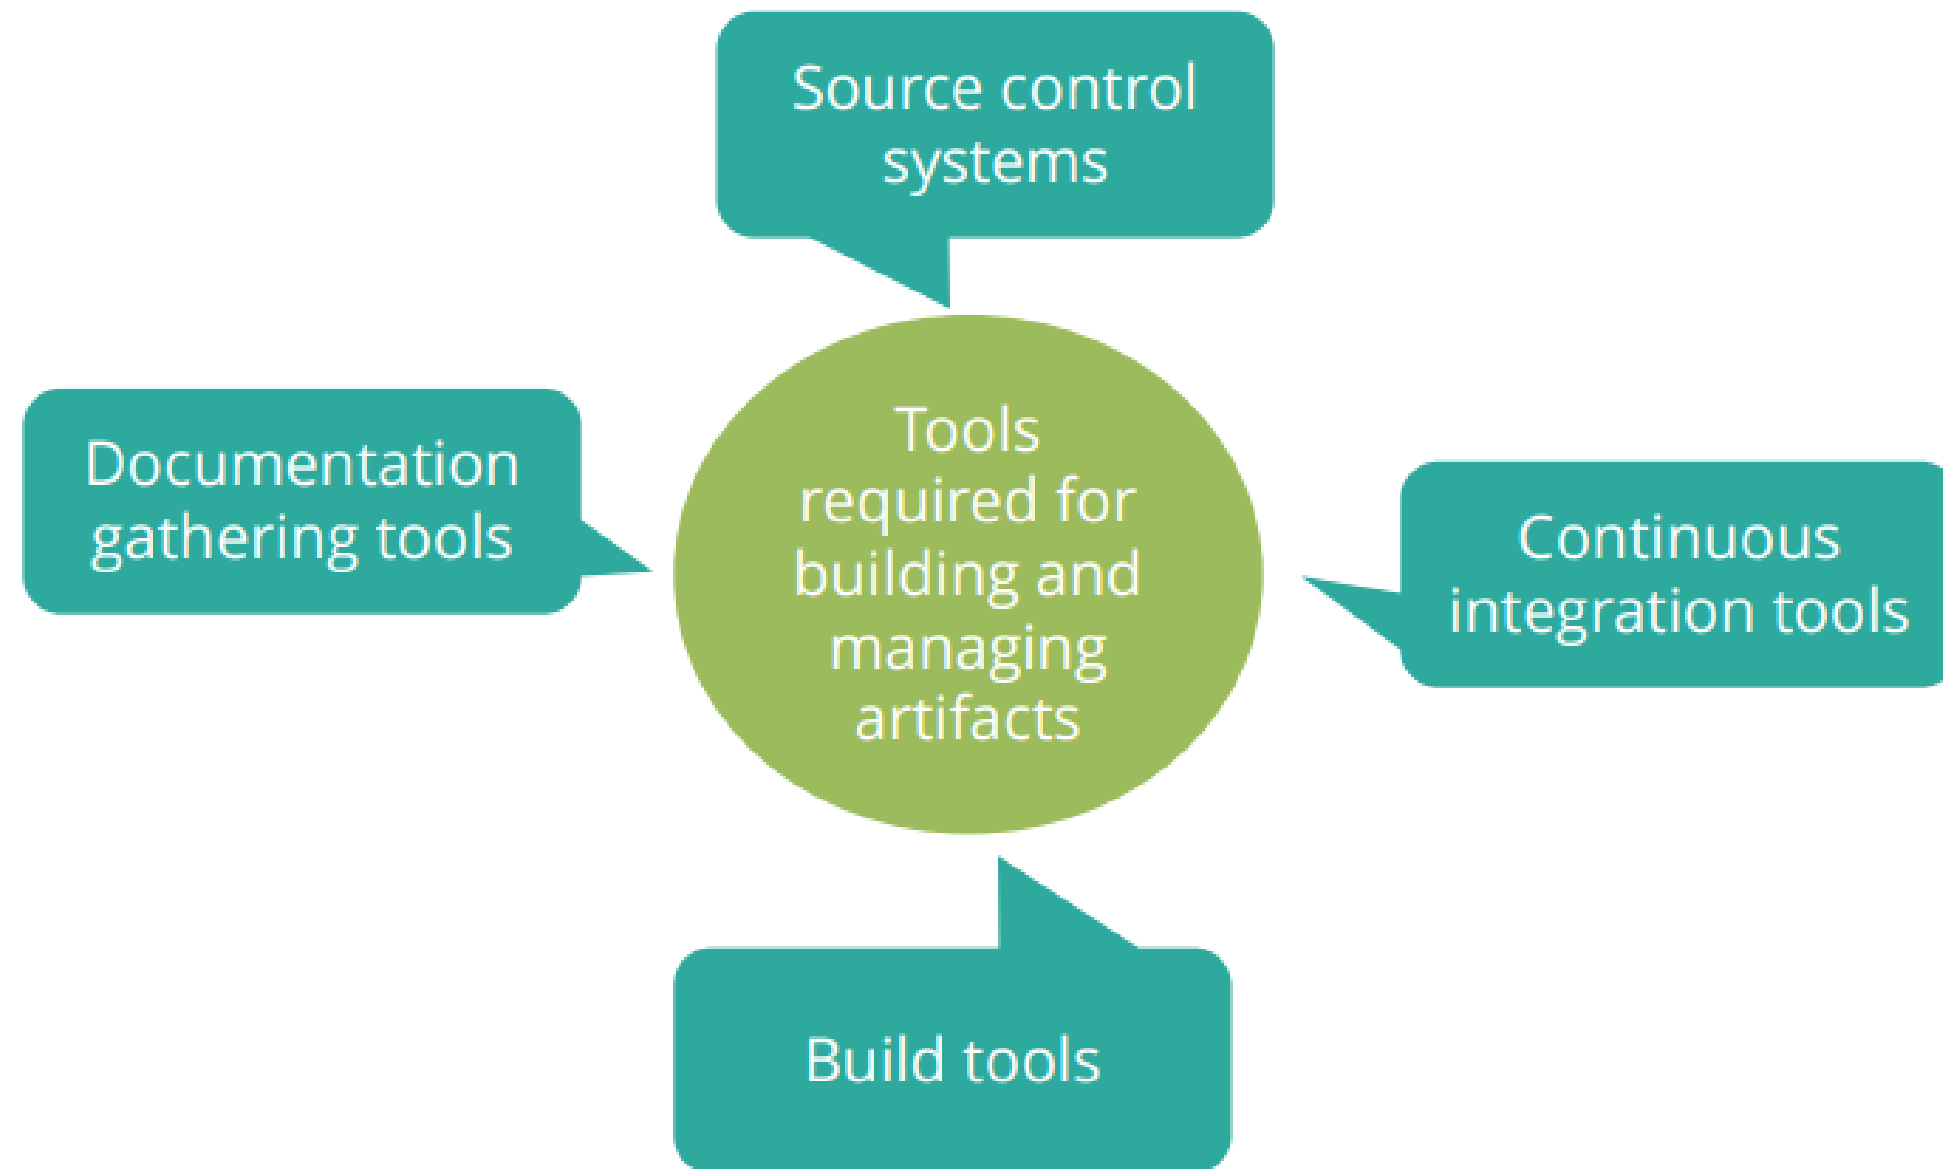 Source control
systems
Documentation
gathering tools
Tools
required for
building and
managing
artifacts
Continuous
integration tools
Build tools